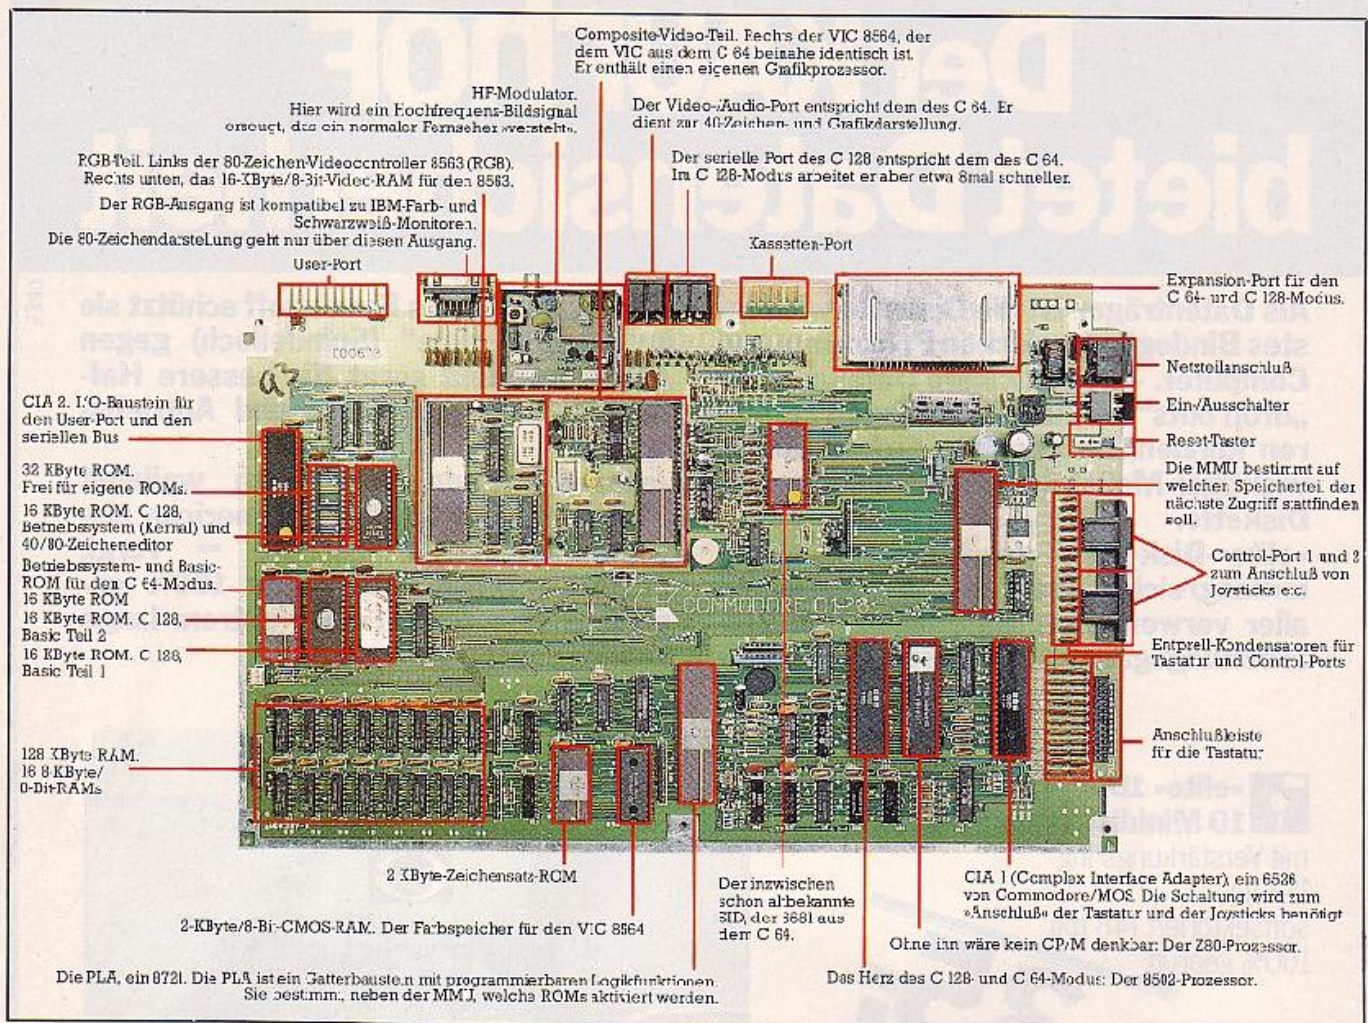 Composite-Video-Teil. Rechts der VIC 8564, der
dem VIC aus dem C 64 beinahe identisch ist.
Er enthält einen eigenen Grafikprozessor.
HF-Modulator.
Hier wird ein Hochfrequenz-Bildsignal
erzeugt, das ein normaler Fernseher »versteht«.
Der Video-/Audio-Port entspricht dem des C 64. Er
dient zur 40-Zeichen- und Grafikdarstellung.
RGB-Teil. Links der 80-Zeichen-Videocontroller 8563 (RGB).
Rechts unten, das 16-KByte/8-Bit-Video-RAM für den 8563.
Der serielle Port des C 128 entspricht dem des C 64.
Im C 128-Modus arbeitet er aber etwa 8mal schneller.
Der RGB-Ausgang ist kompatibel zu IBM-Farb- und
Schwarzweiß-Monitoren.
Die 80-Zeichendarstellung geht nur über diesen Ausgang.
User-Port
Kassetten-Port
Expansion-Port für den
C 64- und C 128-Modus.
Netzteilanschluß
Ein-/Ausschalter
Reset-Taster
Die MMU bestimmt auf
welchen Speicherteil der
nächste Zugriff stattfinden
soll.
Control-Port 1 und 2
zum Anschluß von
Joysticks etc.
Entprell-Kondensatoren für
Tastatur und Control-Ports
Anschlußleiste
für die Tastatur
CIA 2. I/O-Baustein für
den User-Port und den
seriellen Bus
32 KByte ROM.
Frei für eigene ROMs.
16 KByte ROM. C 128,
Betriebssystem (Kernal) und
40/80-Zeicheneditor
Betriebssystem- und Basic-
ROM für den C 64-Modus.
16 KByte ROM
16 KByte ROM. C 128,
Basic Teil 2
16 KByte ROM. C 128,
Basic Teil 1
128 KByte RAM.
16 8-KByte/
8-Bit-RAMs
COMMODORE C128
2 KByte-Zeichensatz-ROM
2-KByte/8-Bit-CMOS-RAM. Der Farbspeicher für den VIC 8564
Die PLA, ein 8721. Die PLA ist ein Gatterbaustein mit programmierbaren Logikfunktionen.
Sie bestimmt, neben der MMU, welche ROMs aktiviert werden.
Der inzwischen
schon altbekannte
SID, der 6581 aus
dem C 64.
CIA 1 (Complex Interface Adapter), ein 6526
von Commodore/MOS. Die Schaltung wird zum
»Anschluß« der Tastatur und der Joysticks benötigt
Ohne ihn wäre kein CP/M denkbar: Der Z80-Prozessor.
Das Herz des C 128- und C 64-Modus: Der 8502-Prozessor.